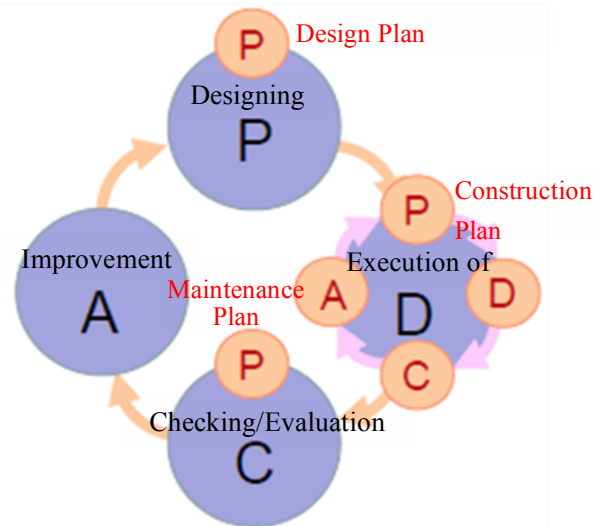 P
Design Plan
Designing
P
P
Construction
Plan
Execution of
A
D
D
C
Improvement
A
Maintenance
Plan
P
Checking/Evaluation
C